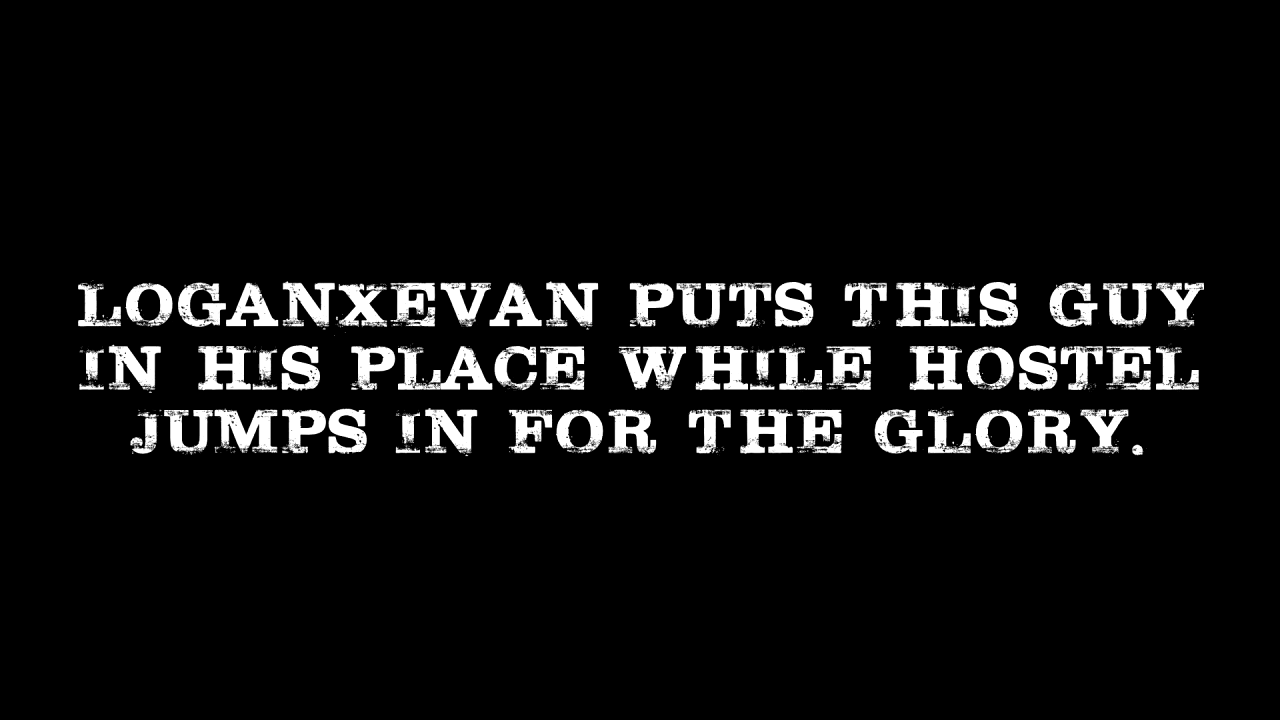 LOGANXEVAN PUTS THIS GUY
IN HIS PLACE WHILE HOSTEL
JUMPS IN FOR THE GLORY.